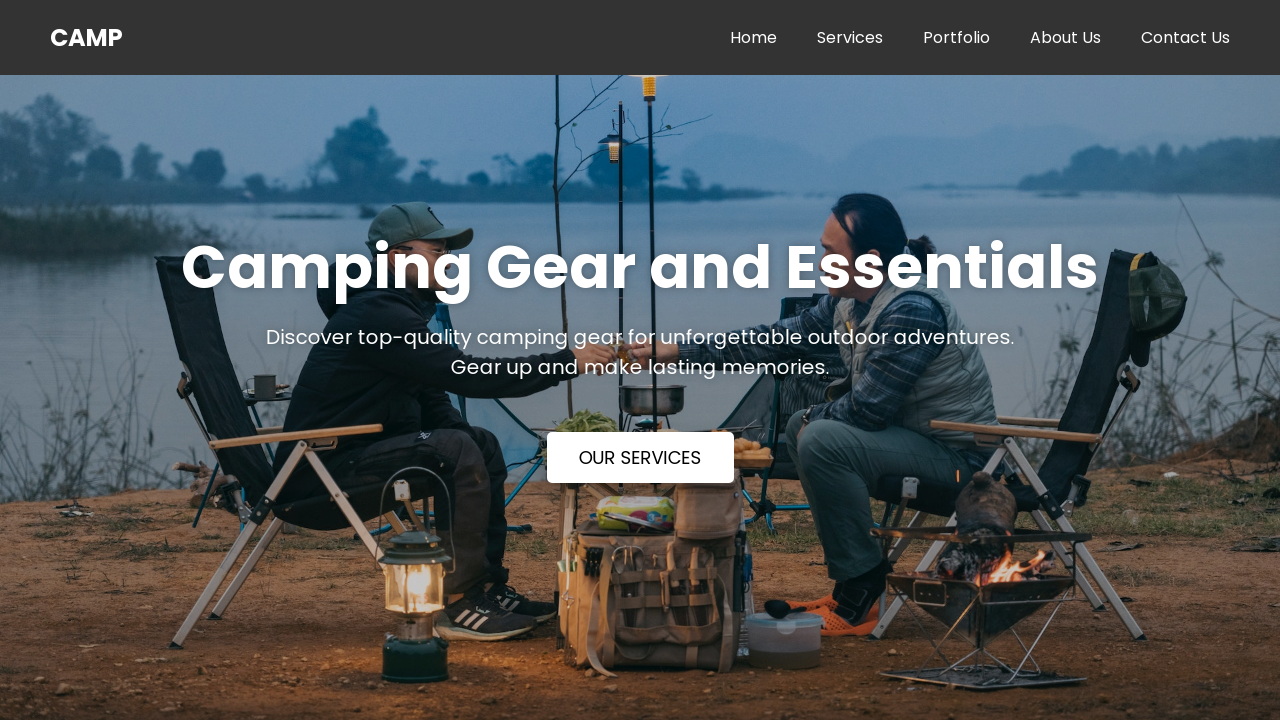 CAMP
Home Services Portfolio About Us Contact Us
Camping Gear and Essentials
Discover top-quality camping gear for unforgettable outdoor adventures.
Gear up and make lasting memories.
OUR SERVICES